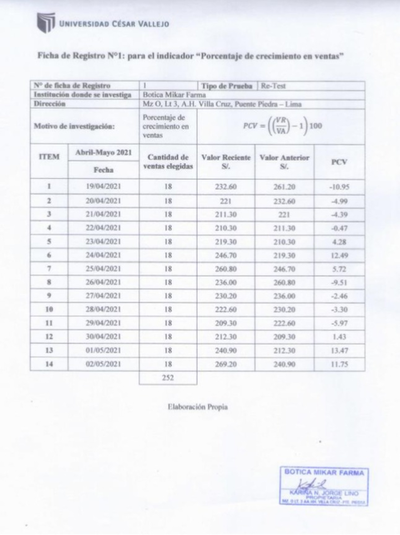 UNIVERSIDAD CÉSAR VALLEJO
Ficha de Registro N°1: para el indicador “Porcentaje de crecimiento en ventas”
N° de ficha de Registro 1 Tipo de Prueba Re-Test
Institución donde se investiga Botica Mikar Farma
Dirección Mz O, Lt 3, A.H. Villa Cruz, Puente Piedra – Lima
Motivo de investigación: Porcentaje de crecimiento en ventas PCV = ((VR/VA) − 1) 100
ITEM Abril-Mayo 2021 Fecha Cantidad de ventas elegidas Valor Reciente S/. Valor Anterior S/. PCV
1 19/04/2021 18 232.60 261.20 -10.95
2 20/04/2021 18 221 232.60 -4.99
3 21/04/2021 18 211.30 221 -4.39
4 22/04/2021 18 210.30 211.30 -0.47
5 23/04/2021 18 219.30 210.30 4.28
6 24/04/2021 18 246.70 219.30 12.49
7 25/04/2021 18 260.80 246.70 5.72
8 26/04/2021 18 236.00 260.80 -9.51
9 27/04/2021 18 230.20 236.00 -2.46
10 28/04/2021 18 222.60 230.20 -3.30
11 29/04/2021 18 209.30 222.60 -5.97
12 30/04/2021 18 212.30 209.30 1.43
13 01/05/2021 18 240.90 212.30 13.47
14 02/05/2021 18 269.20 240.90 11.75
252
Elaboración Propia
BOTICA MIKAR FARMA
KARINA N. JORGE LINO
PROPIETARIA